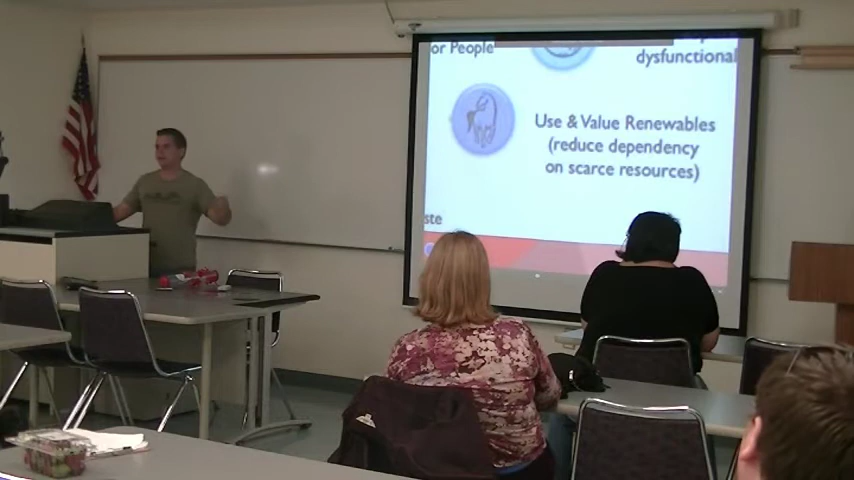 or People
dysfunctional
Use & Value Renewables
(reduce dependency
on scarce resources)
ste